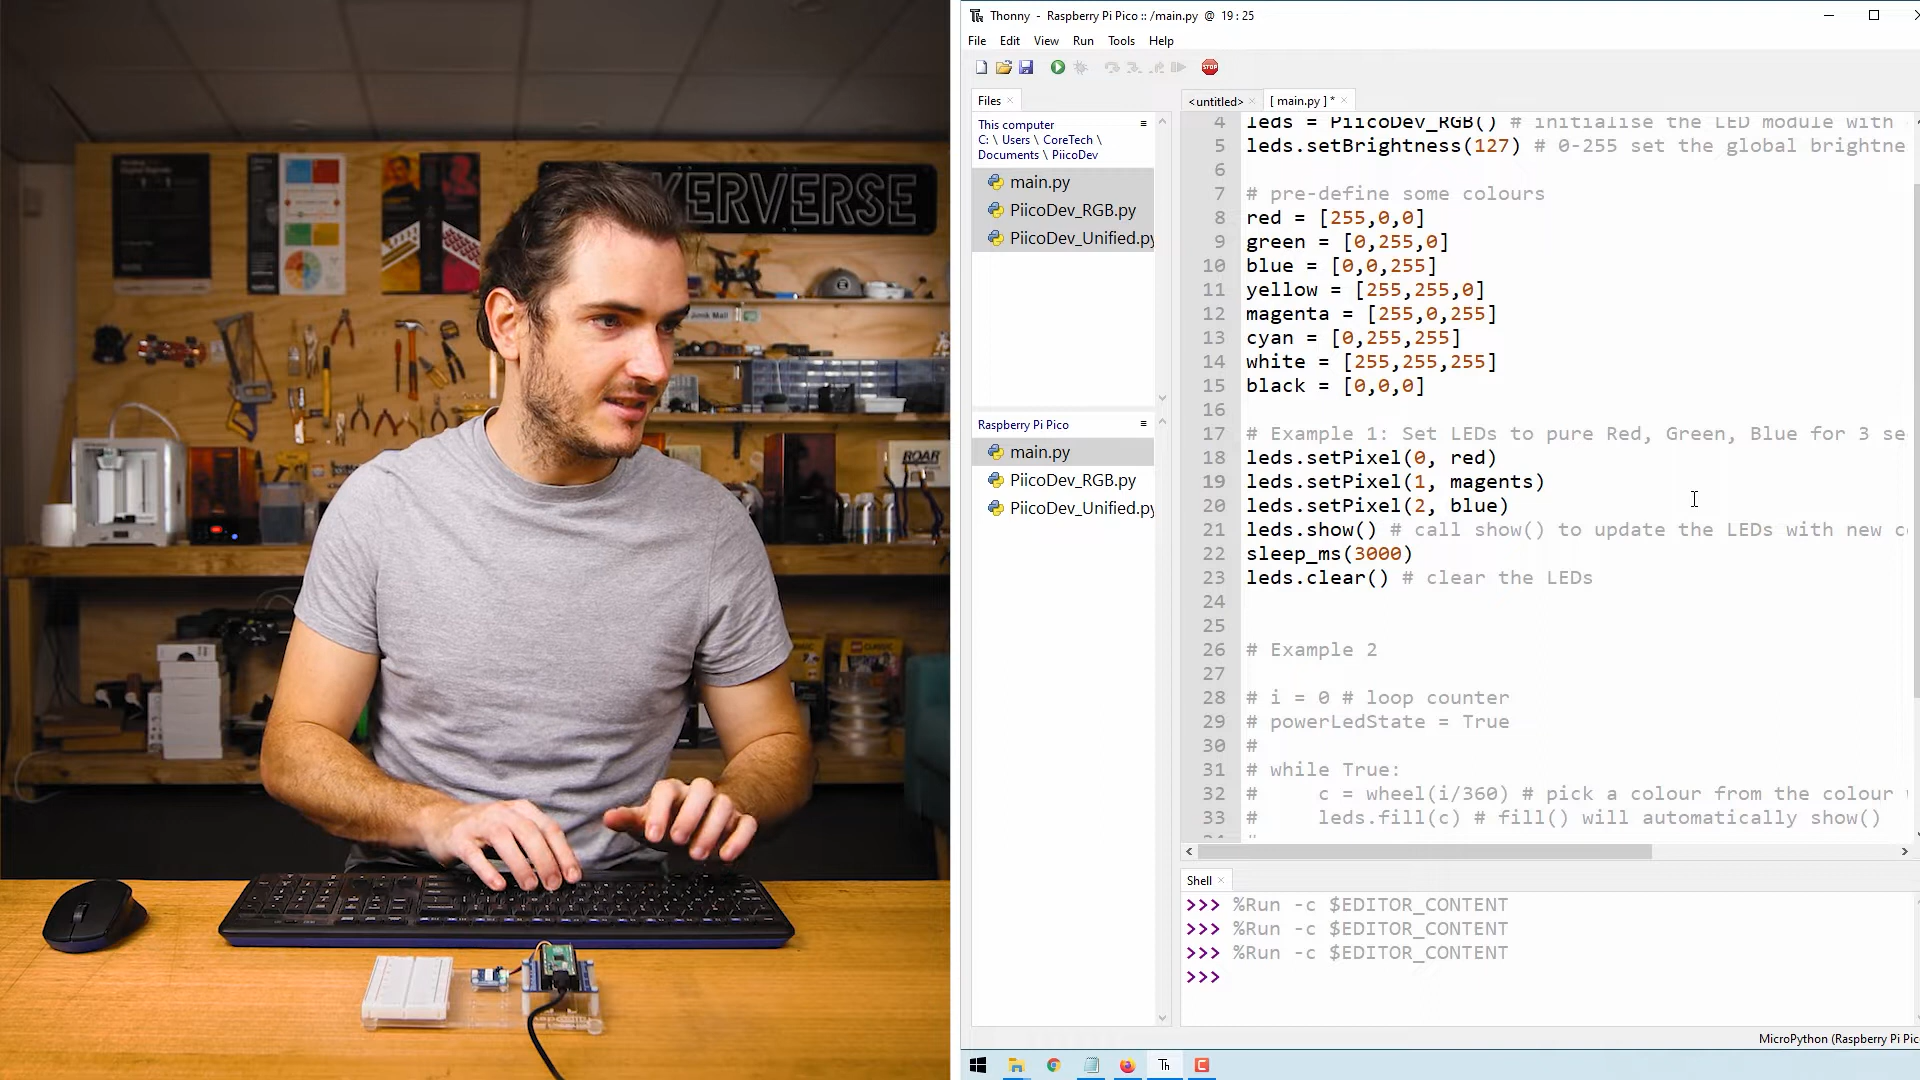 KERVERSE
Jimik Mall
ROAR
CLASSIC
LEGO
Thonny - Raspberry Pi Pico :: /main.py @ 19 : 25
File Edit View Run Tools Help
STOP
Files
This computer
C: \ Users \ CoreTech \
Documents \ PiicoDev
main.py
PiicoDev_RGB.py
PiicoDev_Unified.py
Raspberry Pi Pico
main.py
PiicoDev_RGB.py
PiicoDev_Unified.py
<untitled> [ main.py ] *
4 leds = PiicoDev_RGB() # initialise the LED module with
5 leds.setBrightness(127) # 0-255 set the global brightne
6
7 # pre-define some colours
8 red = [255,0,0]
9 green = [0,255,0]
10 blue = [0,0,255]
11 yellow = [255,255,0]
12 magenta = [255,0,255]
13 cyan = [0,255,255]
14 white = [255,255,255]
15 black = [0,0,0]
16
17 # Example 1: Set LEDs to pure Red, Green, Blue for 3 se
18 leds.setPixel(0, red)
19 leds.setPixel(1, magents)
20 leds.setPixel(2, blue)
21 leds.show() # call show() to update the LEDs with new c
22 sleep_ms(3000)
23 leds.clear() # clear the LEDs
24
25
26 # Example 2
27
28 # i = 0 # loop counter
29 # powerLedState = True
30 #
31 # while True:
32 #     c = wheel(i/360) # pick a colour from the colour
33 #     leds.fill(c) # fill() will automatically show()
Shell
>>> %Run -c $EDITOR_CONTENT
>>> %Run -c $EDITOR_CONTENT
>>> %Run -c $EDITOR_CONTENT
>>>
MicroPython (Raspberry Pi Pic
Th